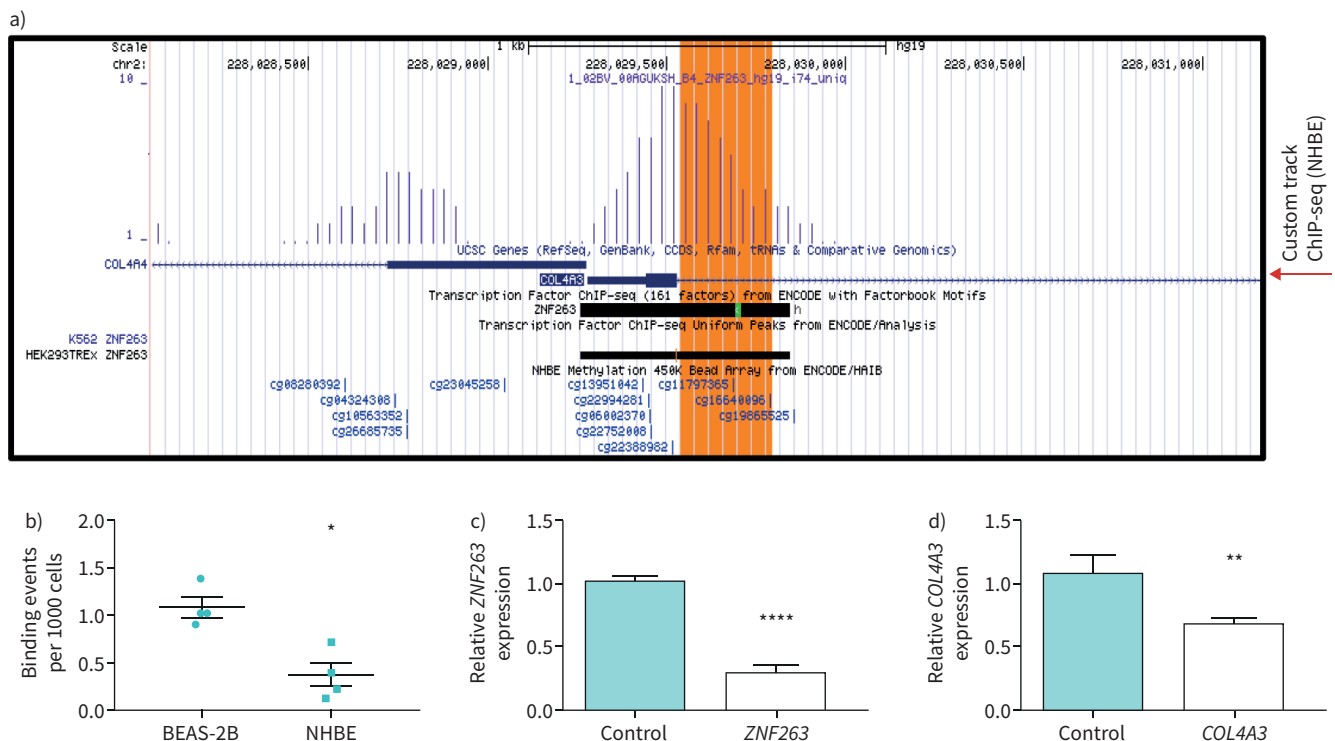 a)
Scale 1 kb hg19
chr2: 228,028,500 228,029,000 228,029,500 228,030,000 228,030,500 228,031,000
10 _ 1_02BV_00AGUKSH_B4_ZNF263_hg19_i74_uniq
1 _
UCSC Genes (RefSeq, GenBank, CCDS, Rfam, tRNAs & Comparative Genomics)
COL4A4
COL4A3
Transcription Factor ChIP-seq (161 factors) from ENCODE with Factorbook Motifs
ZNF263 h
Transcription Factor ChIP-seq Uniform Peaks from ENCODE/Analysis
K562 ZNF263
HEK293TREx ZNF263
NHBE Methylation 450K Bead Array from ENCODE/HAIB
cg08280392 cg23045258 cg13951042 cg11797365
cg04324308 cg22994281 cg16640096
cg10563352 cg06002370 cg19865525
cg26685735 cg22752008
cg22388982
Custom track
ChIP-seq (NHBE)
b)
Binding events
per 1000 cells
2.0
1.5
1.0
0.5
0.0
*
BEAS-2B NHBE
c)
Relative ZNF263
expression
1.5
1.0
0.5
0.0
****
Control ZNF263
d)
Relative COL4A3
expression
1.5
1.0
0.5
0.0
**
Control COL4A3